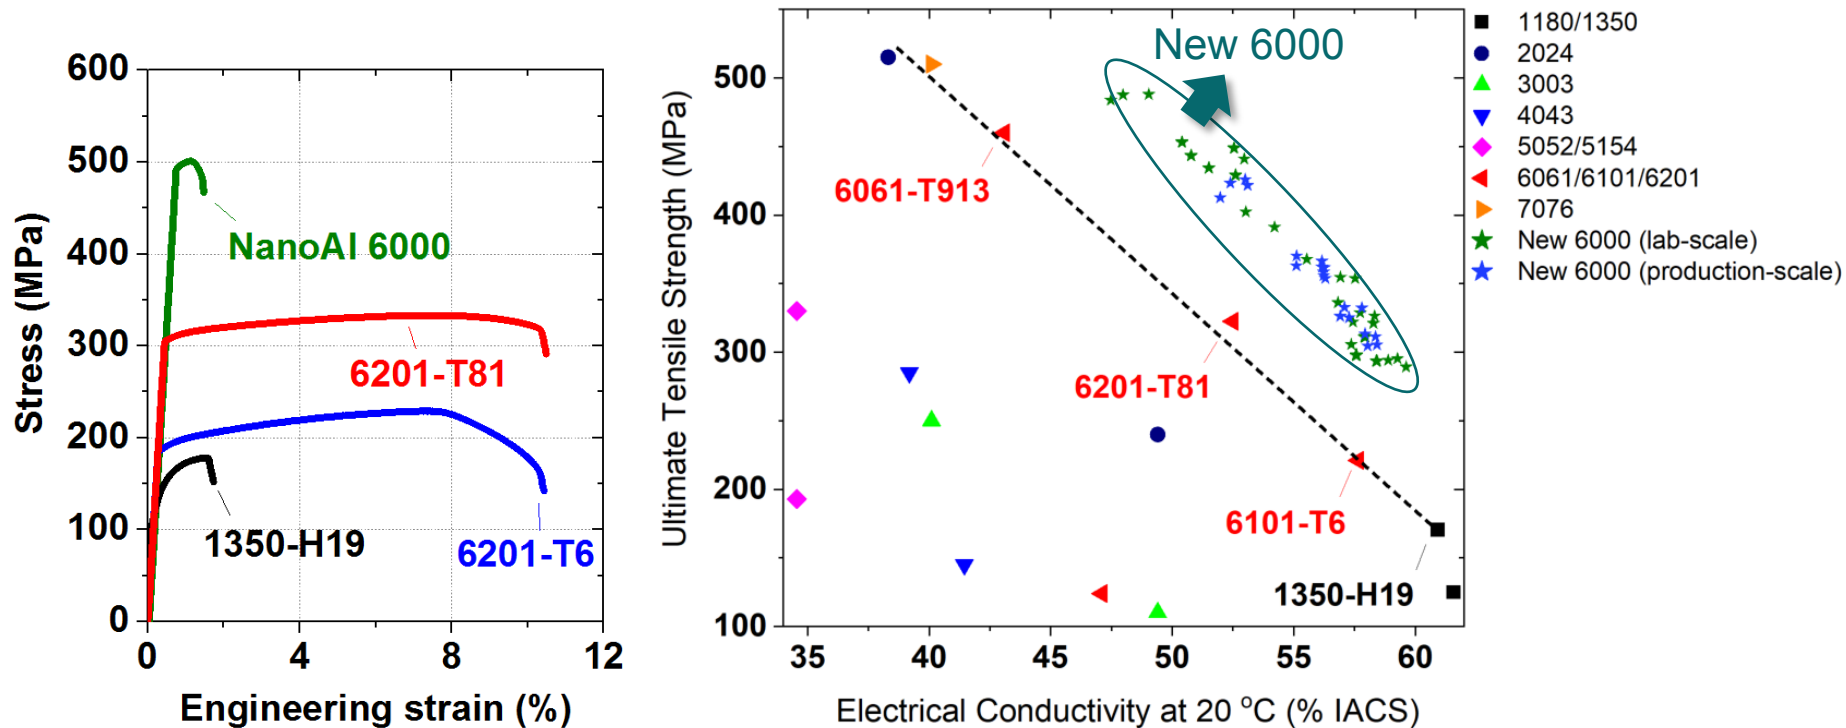 600
500
400
300
200
100
0
0
4
8
12
Stress (MPa)
Engineering strain (%)
NanoAl 6000
6201-T81
6201-T6
1350-H19
500
400
300
200
100
35
40
45
50
55
60
Ultimate Tensile Strength (MPa)
Electrical Conductivity at 20 °C (% IACS)
New 6000
6061-T913
6201-T81
6101-T6
1350-H19
1180/1350
2024
3003
4043
5052/5154
6061/6101/6201
7076
New 6000 (lab-scale)
New 6000 (production-scale)